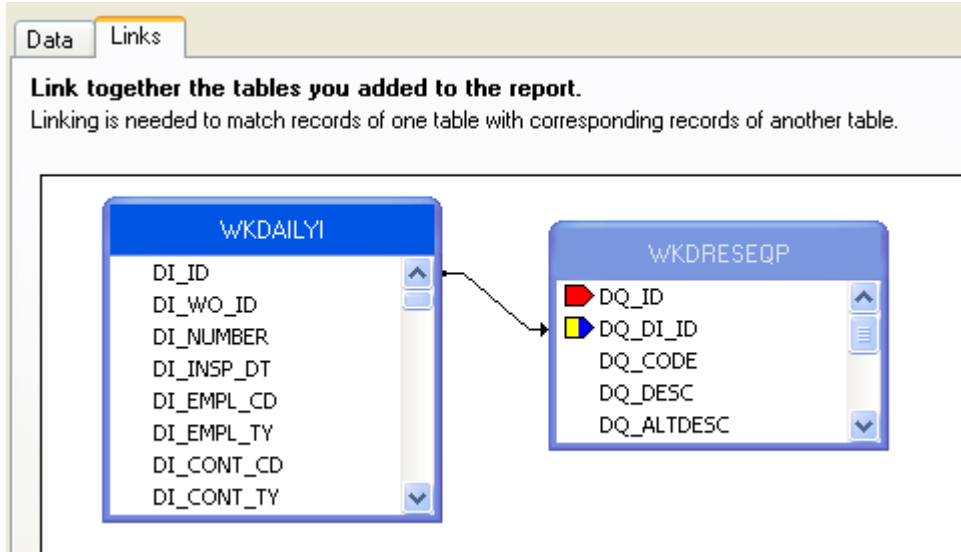 Data
Links
Link together the tables you added to the report.
Linking is needed to match records of one table with corresponding records of another table.
WKDAILYI
DI_ID
DI_WO_ID
DI_NUMBER
DI_INSP_DT
DI_EMPL_CD
DI_EMPL_TY
DI_CONT_CD
DI_CONT_TY
WKDRESEQP
DQ_ID
DQ_DI_ID
DQ_CODE
DQ_DESC
DQ_ALTDESC